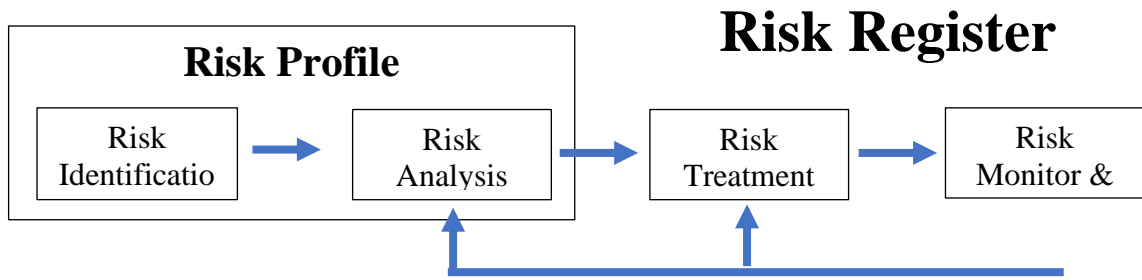 Risk Register
Risk Profile
Risk
Identificatio
Risk
Analysis
Risk
Treatment
Risk
Monitor &